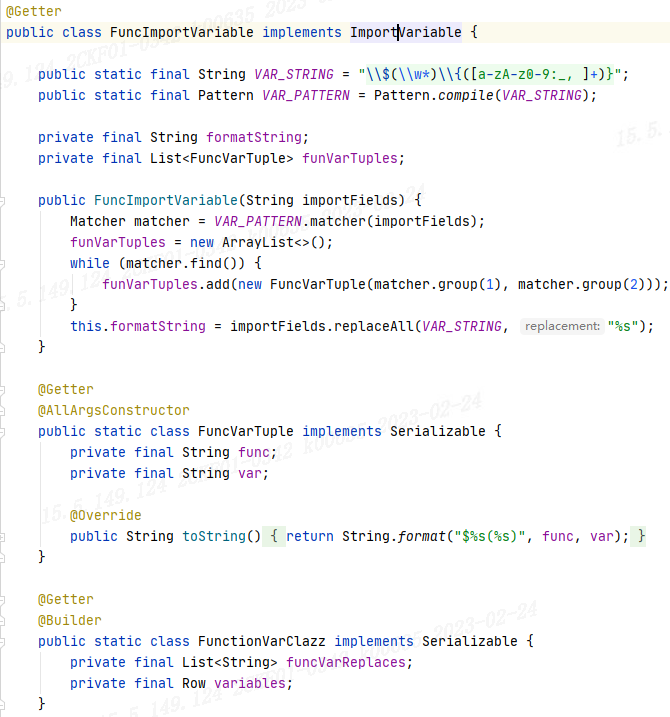 @Getter
public class FuncImportVariable implements ImportVariable {
public static final String VAR_STRING = "\\$(\\w*)\\{([a-zA-z0-9:_, ]+)}";
public static final Pattern VAR_PATTERN = Pattern.compile(VAR_STRING);
private final String formatString;
private final List<FuncVarTuple> funVarTuples;
public FuncImportVariable(String importFields) {
Matcher matcher = VAR_PATTERN.matcher(importFields);
funVarTuples = new ArrayList<>();
while (matcher.find()) {
funVarTuples.add(new FuncVarTuple(matcher.group(1), matcher.group(2)));
}
this.formatString = importFields.replaceAll(VAR_STRING, replacement: "%s");
}
@Getter
@AllArgsConstructor
public static class FuncVarTuple implements Serializable {
private final String func;
private final String var;
@Override
public String toString() { return String.format("$%s(%s)", func, var); }
}
@Getter
@Builder
public static class FunctionVarClazz implements Serializable {
private final List<String> funcVarReplaces;
private final Row variables;
}